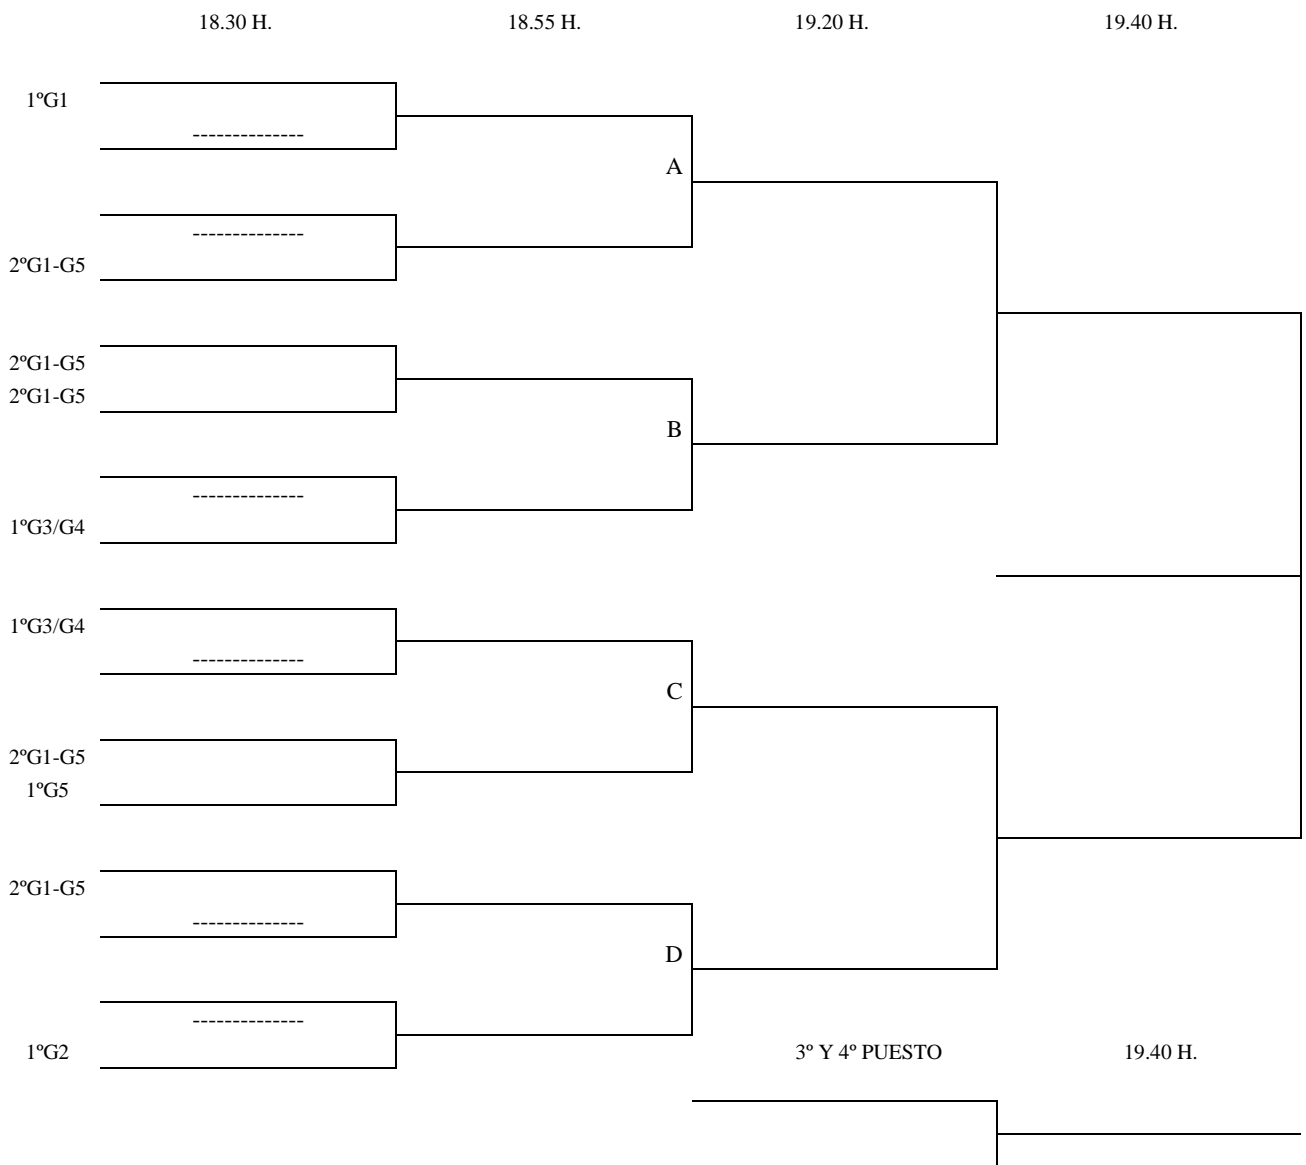 18.30 H. 18.55 H. 19.20 H. 19.40 H.
1ºG1
--------------
A
--------------
2ºG1-G5
2ºG1-G5
2ºG1-G5
B
--------------
1ºG3/G4
1ºG3/G4
--------------
C
2ºG1-G5
1ºG5
2ºG1-G5
--------------
D
--------------
1ºG2 3º Y 4º PUESTO 19.40 H.